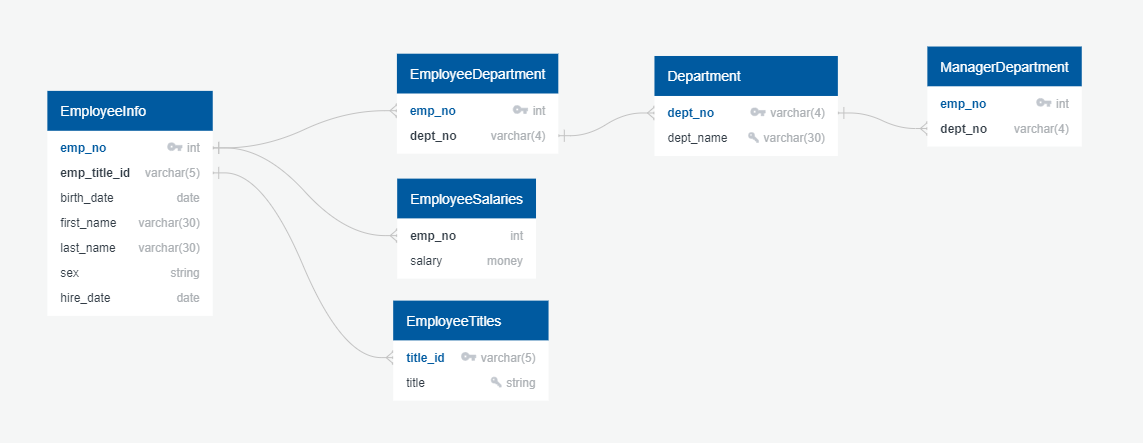 EmployeeInfo
emp_no int
emp_title_id varchar(5)
birth_date date
first_name varchar(30)
last_name varchar(30)
sex string
hire_date date
EmployeeDepartment
emp_no int
dept_no varchar(4)
EmployeeSalaries
emp_no int
salary money
EmployeeTitles
title_id varchar(5)
title string
Department
dept_no varchar(4)
dept_name varchar(30)
ManagerDepartment
emp_no int
dept_no varchar(4)